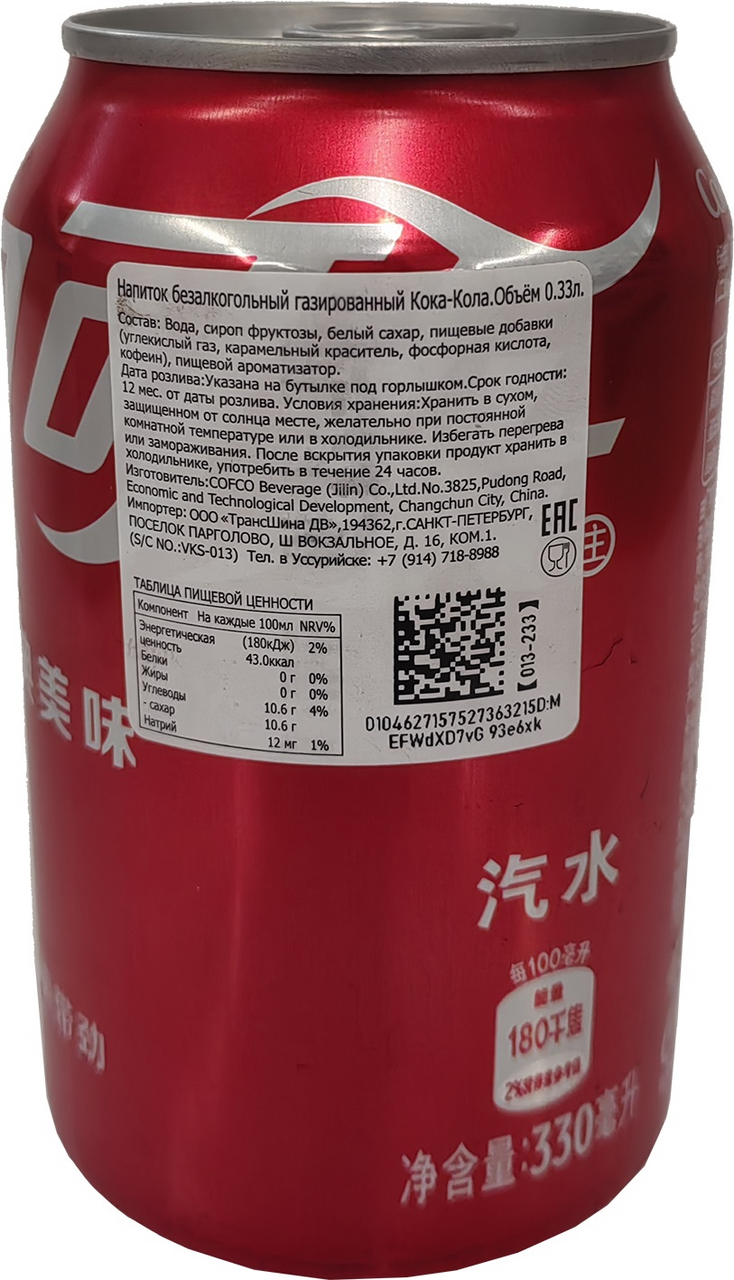 Напиток безалкогольный газированный Кока-Кола.Объём 0.33л.
Состав: Вода, сироп фруктозы, белый сахар, пищевые добавки
(углекислый газ, карамельный краситель, фосфорная кислота,
кофеин), пищевой ароматизатор.
Дата розлива:Указана на бутылке под горлышком.Срок годности:
12 мес. от даты розлива. Условия хранения:Хранить в сухом,
защищенном от солнца месте, желательно при постоянной
комнатной температуре или в холодильнике. Избегать перегрева
или замораживания. После вскрытия упаковки продукт хранить в
холодильнике, употребить в течение 24 часов.
Изготовитель:COFCO Beverage (Jilin) Co.,Ltd.No.3825,Pudong Road,
Economic and Technological Development, Changchun City, China.
Импортер: ООО «ТрансШина ДВ»,194362,г.САНКТ-ПЕТЕРБУРГ,
ПОСЕЛОК ПАРГОЛОВО, Ш ВОКЗАЛЬНОЕ, Д. 16, КОМ.1.
(S/C NO.:VKS-013) Тел. в Уссурийске: +7 (914) 718-8988
EAC
ТАБЛИЦА ПИЩЕВОЙ ЦЕННОСТИ
Компонент На каждые 100мл NRV%
Энергетическая ценность (180кДж) 2%
43.0ккал
Белки 0 г 0%
Жиры 0 г 0%
Углеводы 10.6 г 4%
- сахар 10.6 г
Натрий 12 мг 1%
【013-233】
0104627157527363215D:M
EFWdXD7vG 93e6xk
美味
带劲
汽水
每100毫升
能量
180千焦
净含量:330毫升